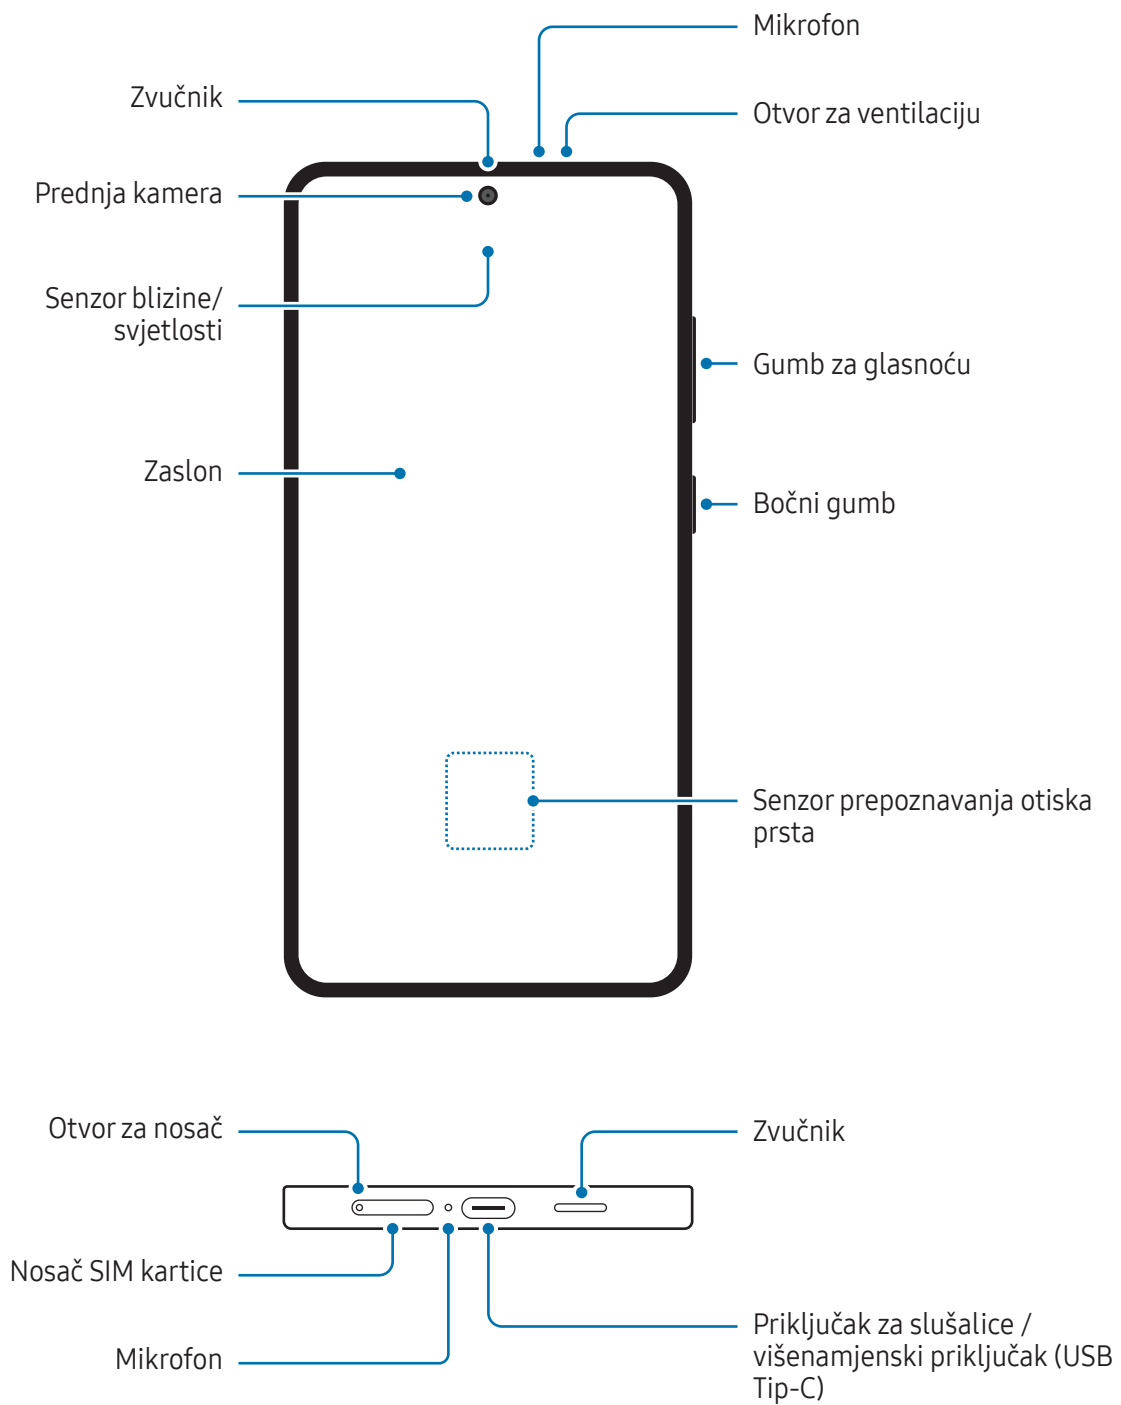 Mikrofon
Zvučnik
Otvor za ventilaciju
Prednja kamera
Senzor blizine/
svjetlosti
Gumb za glasnoću
Zaslon
Bočni gumb
Senzor prepoznavanja otiska
prsta
Otvor za nosač
Zvučnik
Nosač SIM kartice
Mikrofon
Priključak za slušalice /
višenamjenski priključak (USB
Tip-C)